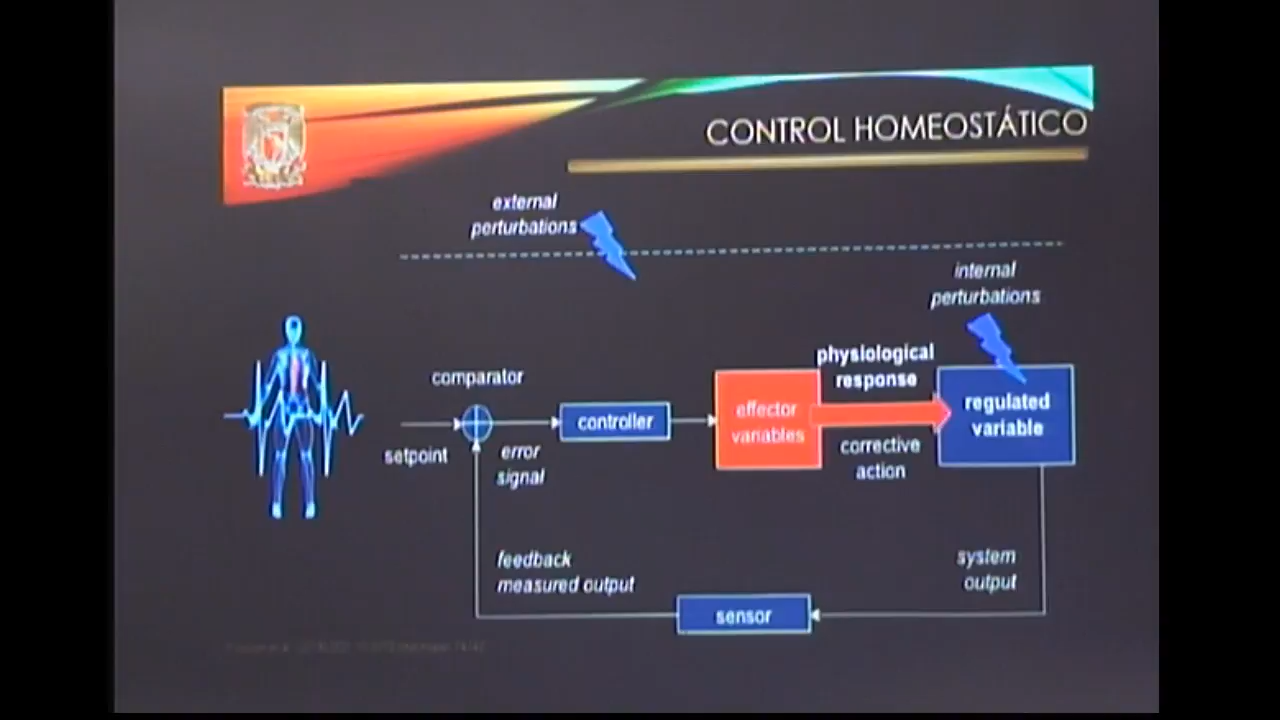 CONTROL HOMEOSTÁTICO
external
perturbations
internal
perturbations
physiological
response
comparator
effector
variables
regulated
variable
controller
setpoint
error
signal
corrective
action
feedback
measured output
system
output
sensor